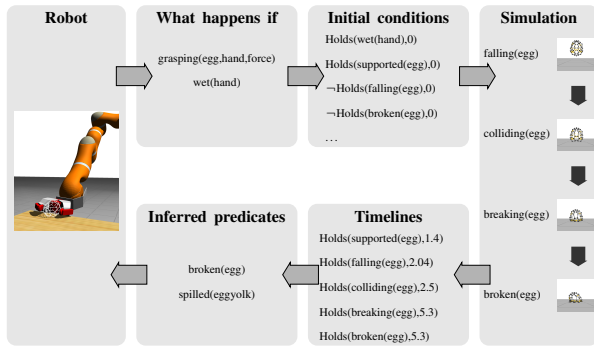 Robot
What happens if
grasping(egg,hand,force)
wet(hand)
Initial conditions
Holds(wet(hand),0)
Holds(supported(egg),0)
¬Holds(falling(egg),0)
¬Holds(broken(egg),0)
...
Simulation
falling(egg)
colliding(egg)
breaking(egg)
broken(egg)
Timelines
Holds(supported(egg),1.4)
Holds(falling(egg),2.04)
Holds(colliding(egg),2.5)
Holds(breaking(egg),5.3)
Holds(broken(egg),5.3)
Inferred predicates
broken(egg)
spilled(eggyolk)